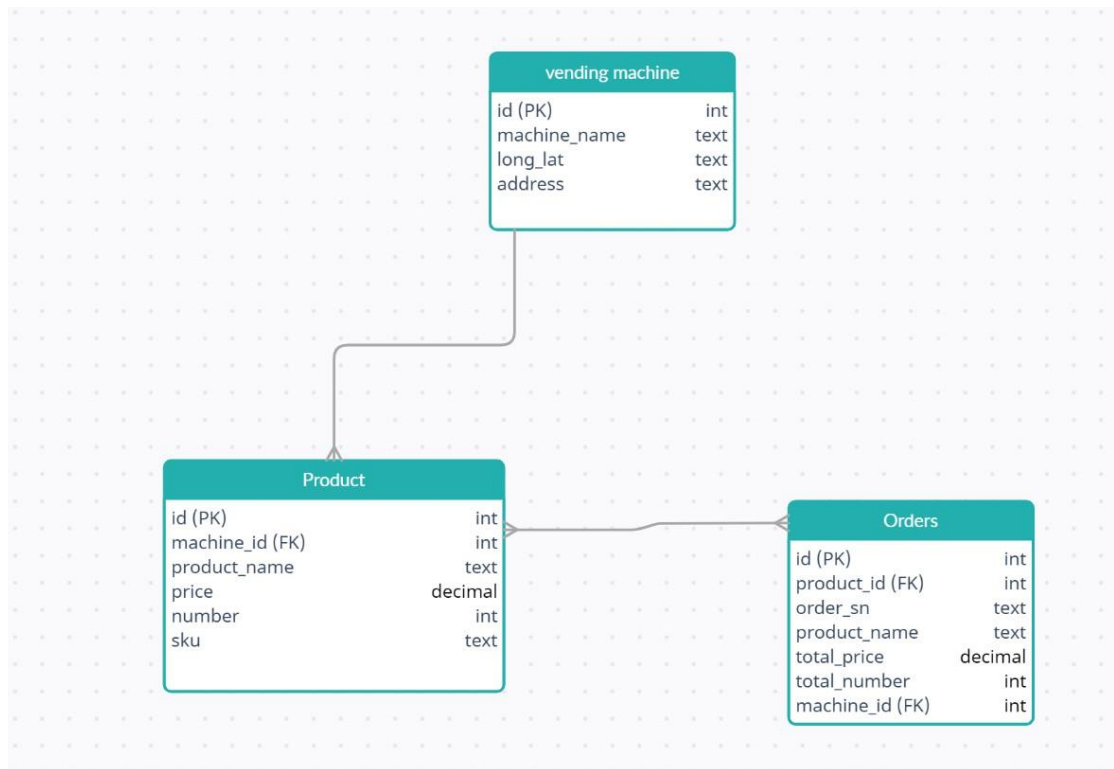 vending machine
id (PK) int
machine_name text
long_lat text
address text
Product
id (PK) int
machine_id (FK) int
product_name text
price decimal
number int
sku text
Orders
id (PK) int
product_id (FK) int
order_sn text
product_name text
total_price decimal
total_number int
machine_id (FK) int